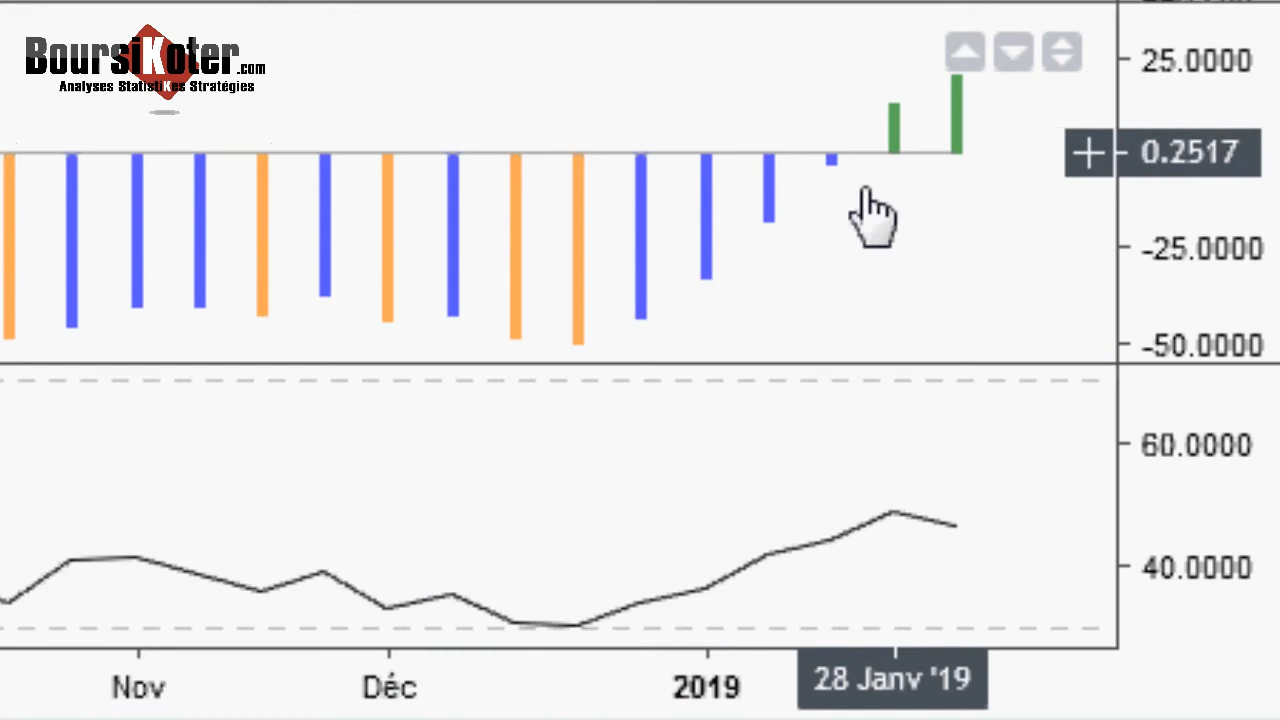 BoursiKoter.com
Analyses StatistiKes Stratégies
25.0000
0.2517
-25.0000
-50.0000
60.0000
40.0000
Nov
Déc
2019
28 Janv '19